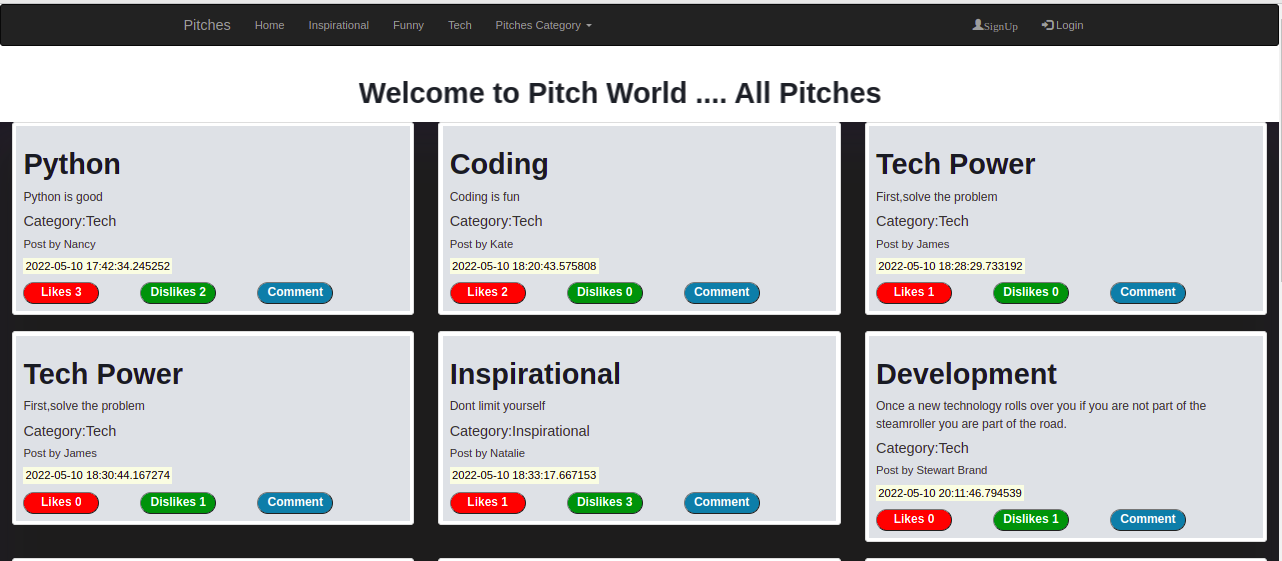 Pitches Home Inspirational Funny Tech Pitches Category SignUp Login
Welcome to Pitch World .... All Pitches
Python
Python is good
Category:Tech
Post by Nancy
2022-05-10 17:42:34.245252
Likes 3 Dislikes 2 Comment
Coding
Coding is fun
Category:Tech
Post by Kate
2022-05-10 18:20:43.575808
Likes 2 Dislikes 0 Comment
Tech Power
First,solve the problem
Category:Tech
Post by James
2022-05-10 18:28:29.733192
Likes 1 Dislikes 0 Comment
Tech Power
First,solve the problem
Category:Tech
Post by James
2022-05-10 18:30:44.167274
Likes 0 Dislikes 1 Comment
Inspirational
Dont limit yourself
Category:Inspirational
Post by Natalie
2022-05-10 18:33:17.667153
Likes 1 Dislikes 3 Comment
Development
Once a new technology rolls over you if you are not part of the
steamroller you are part of the road.
Category:Tech
Post by Stewart Brand
2022-05-10 20:11:46.794539
Likes 0 Dislikes 1 Comment